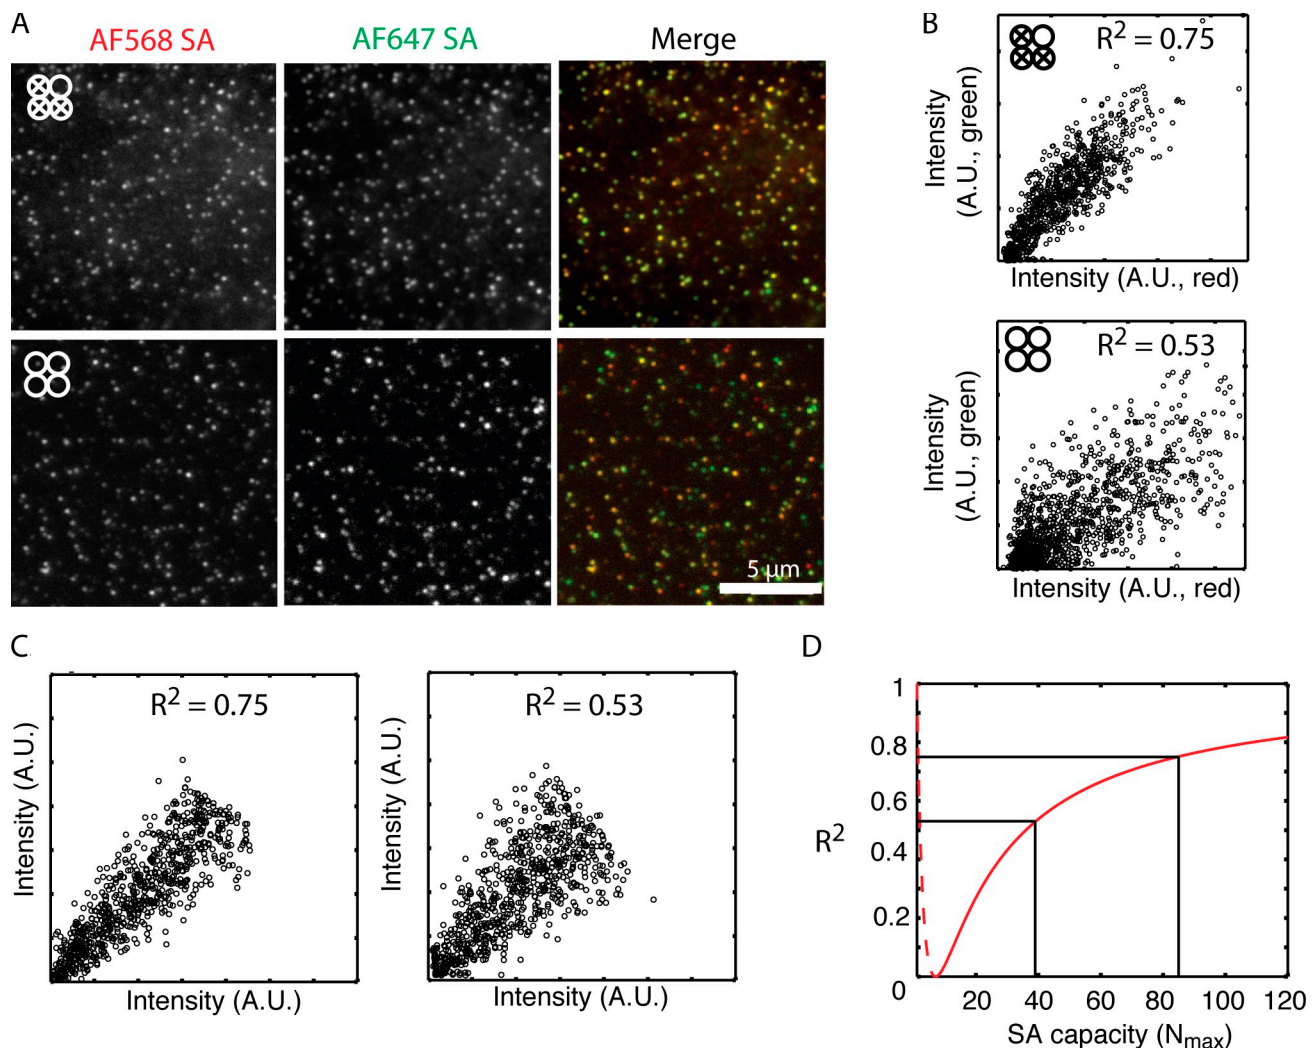 A
AF568 SA
AF647 SA
Merge
5 µm
B
R2 = 0.75
Intensity
(A.U., green)
Intensity (A.U., red)
R2 = 0.53
Intensity
(A.U., green)
Intensity (A.U., red)
C
R2 = 0.75
Intensity (A.U.)
Intensity (A.U.)
R2 = 0.53
Intensity (A.U.)
Intensity (A.U.)
D
1
0.8
0.6
0.4
0.2
0
R2
20 40 60 80 100 120
SA capacity (Nmax)